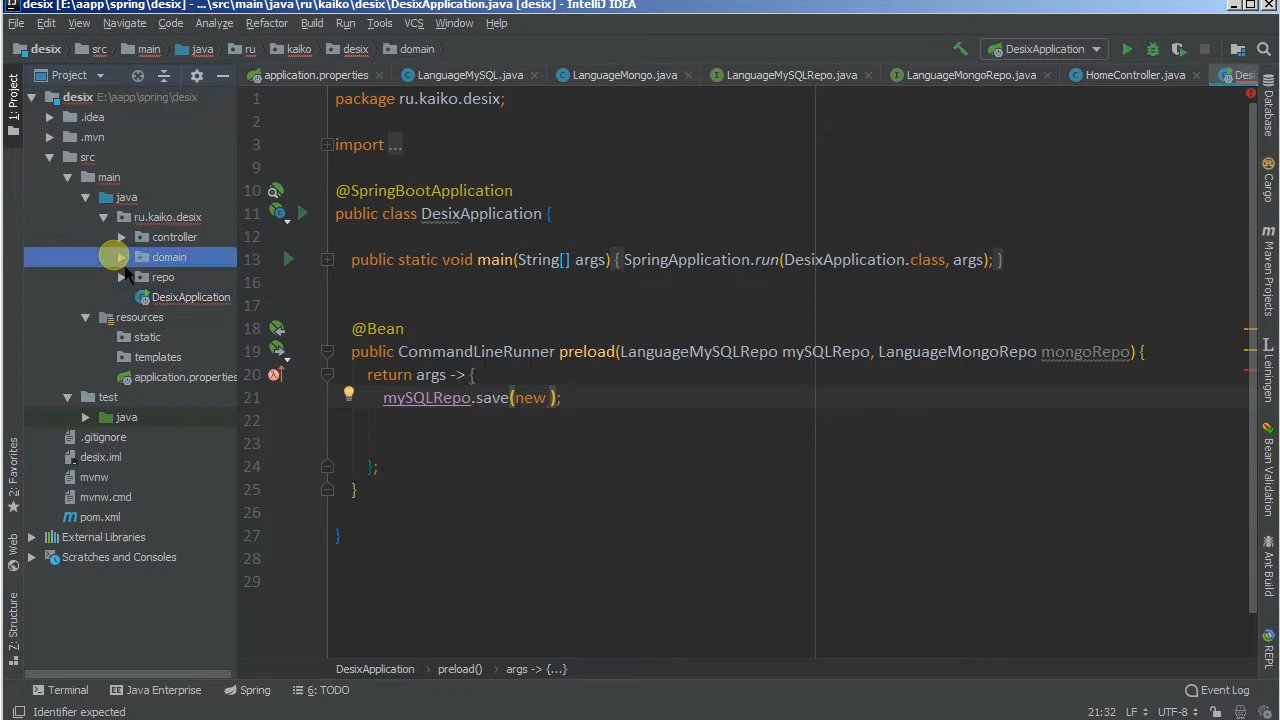 desix [E:\aapp\spring\desix] - ...\src\main\java\ru\kaiko\desix\DesixApplication.java [desix] - IntelliJ IDEA
File Edit View Navigate Code Analyze Refactor Build Run Tools VCS Window Help
desix src main java ru kaiko desix domain DesixApplication
Project application.properties LanguageMySQL.java LanguageMongo.java LanguageMySQLRepo.java LanguageMongoRepo.java HomeController.java Desi
1: Project
2: Favorites
Web
7: Structure
desix E:\aapp\spring\desix
.idea
.mvn
src
main
java
ru.kaiko.desix
controller
domain
repo
DesixApplication
resources
static
templates
application.properties
test
java
.gitignore
desix.iml
mvnw
mvnw.cmd
pom.xml
External Libraries
Scratches and Consoles
1 package ru.kaiko.desix;
2
3 import ...
9
10 @SpringBootApplication
11 public class DesixApplication {
12
13 public static void main(String[] args) { SpringApplication.run(DesixApplication.class, args); }
16
17
18 @Bean
19 public CommandLineRunner preload(LanguageMySQLRepo mySQLRepo, LanguageMongoRepo mongoRepo) {
20 return args -> {
21 mySQLRepo.save(new );
22
23
24 };
25 }
26
27 }
28
29
Database
Cargo
Maven Projects
Leiningen
Bean Validation
Ant Build
REPL
DesixApplication preload() args -> {...}
Terminal Java Enterprise Spring 6: TODO Event Log
Identifier expected 21:32 LF UTF-8